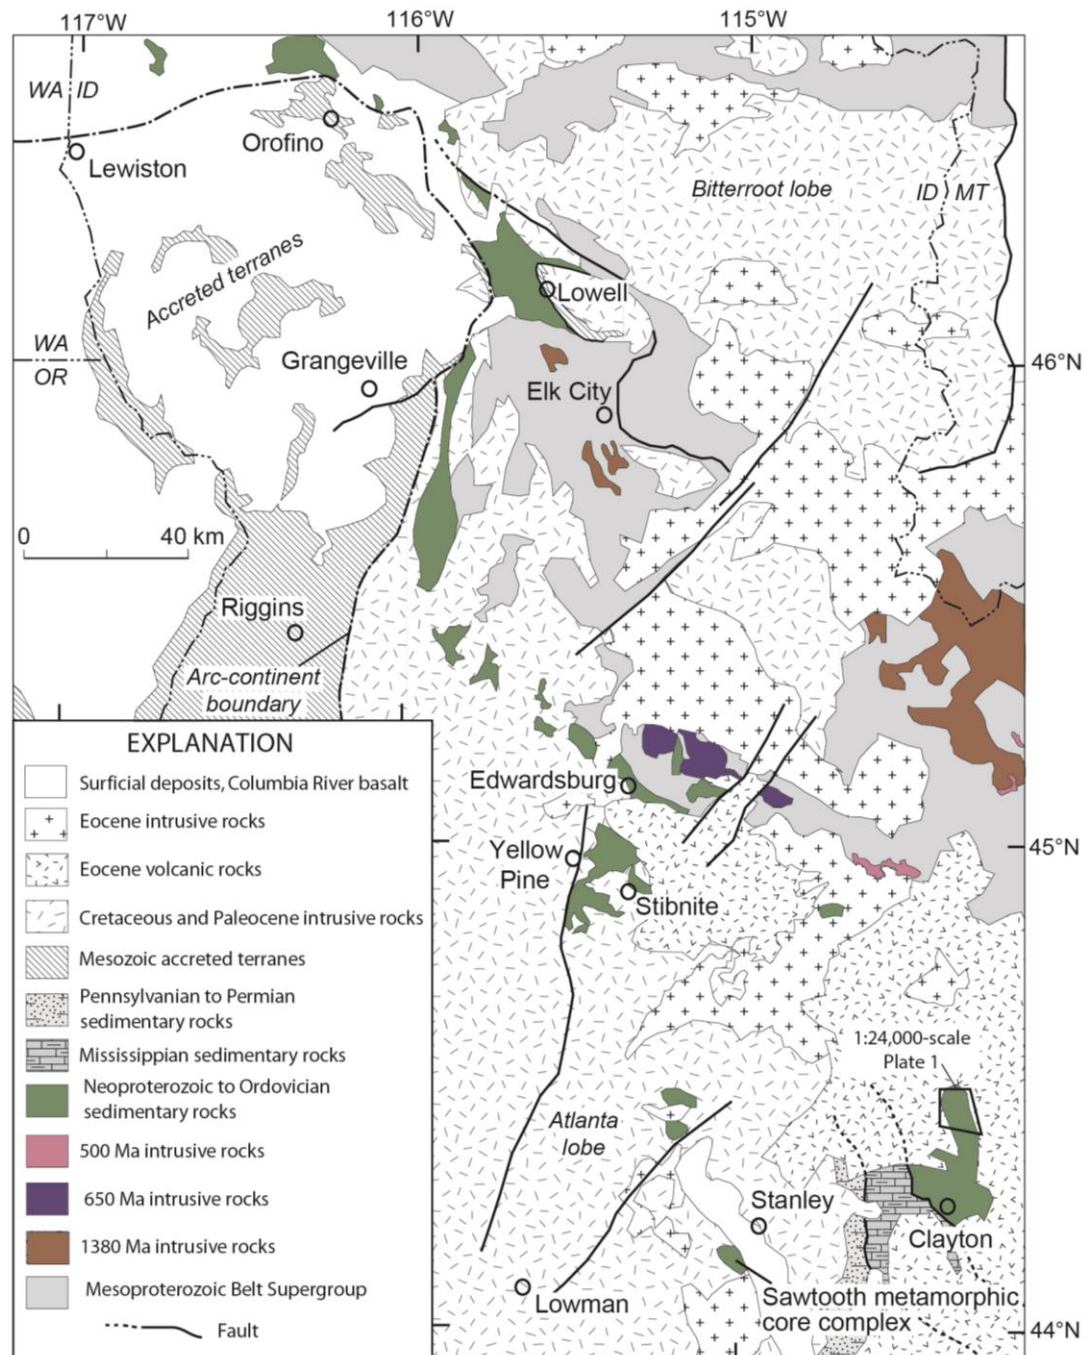 117°W
116°W
115°W
WA ID
Orofino
Lewiston
Bitterroot lobe
ID MT
Accreted terranes
Lowell
WA
OR
Grangeville
46°N
Elk City
0 40 km
Riggins
Arc-continent
boundary
EXPLANATION
Surficial deposits, Columbia River basalt
Eocene intrusive rocks
Eocene volcanic rocks
Cretaceous and Paleocene intrusive rocks
Mesozoic accreted terranes
Pennsylvanian to Permian
sedimentary rocks
Mississippian sedimentary rocks
Neoproterozoic to Ordovician
sedimentary rocks
500 Ma intrusive rocks
650 Ma intrusive rocks
1380 Ma intrusive rocks
Mesoproterozoic Belt Supergroup
Fault
Edwardsburg
Yellow
Pine
45°N
Stibnite
1:24,000-scale
Plate 1
Atlanta
lobe
Stanley
Clayton
Lowman
Sawtooth metamorphic
core complex
44°N